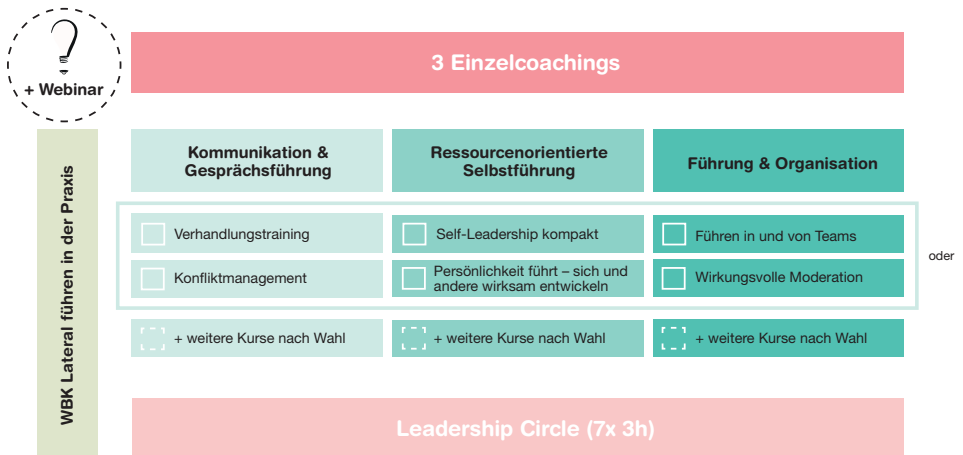 + Webinar
3 Einzelcoachings
WBK Lateral führen in der Praxis
Kommunikation &
Gesprächsführung
Ressourcenorientierte
Selbstführung
Führung & Organisation
Verhandlungstraining
Self-Leadership kompakt
Führen in und von Teams
oder
Konfliktmanagement
Persönlichkeit führt – sich und
andere wirksam entwickeln
Wirkungsvolle Moderation
+ weitere Kurse nach Wahl
+ weitere Kurse nach Wahl
+ weitere Kurse nach Wahl
Leadership Circle (7x 3h)